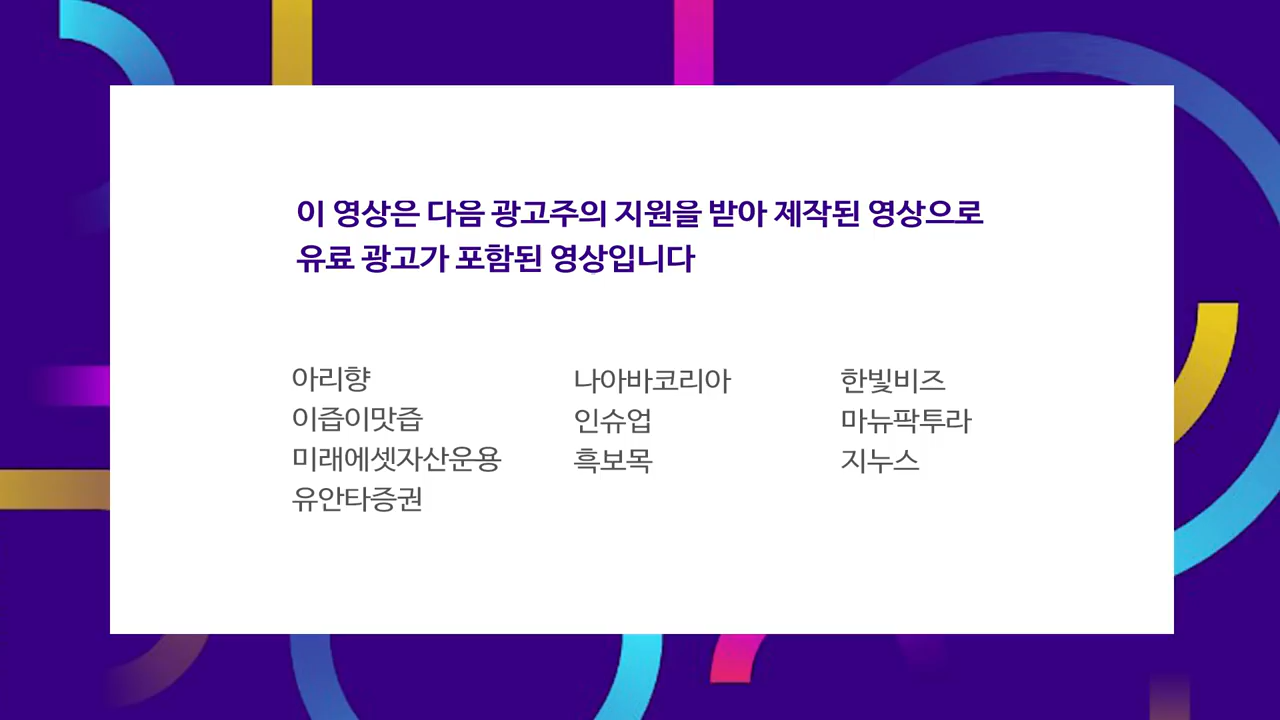 이 영상은 다음 광고주의 지원을 받아 제작된 영상으로
유료 광고가 포함된 영상입니다
아리향
이즙이맛즙
미래에셋자산운용
유안타증권
나아바코리아
인슈업
흑보목
한빛비즈
마뉴팍투라
지누스